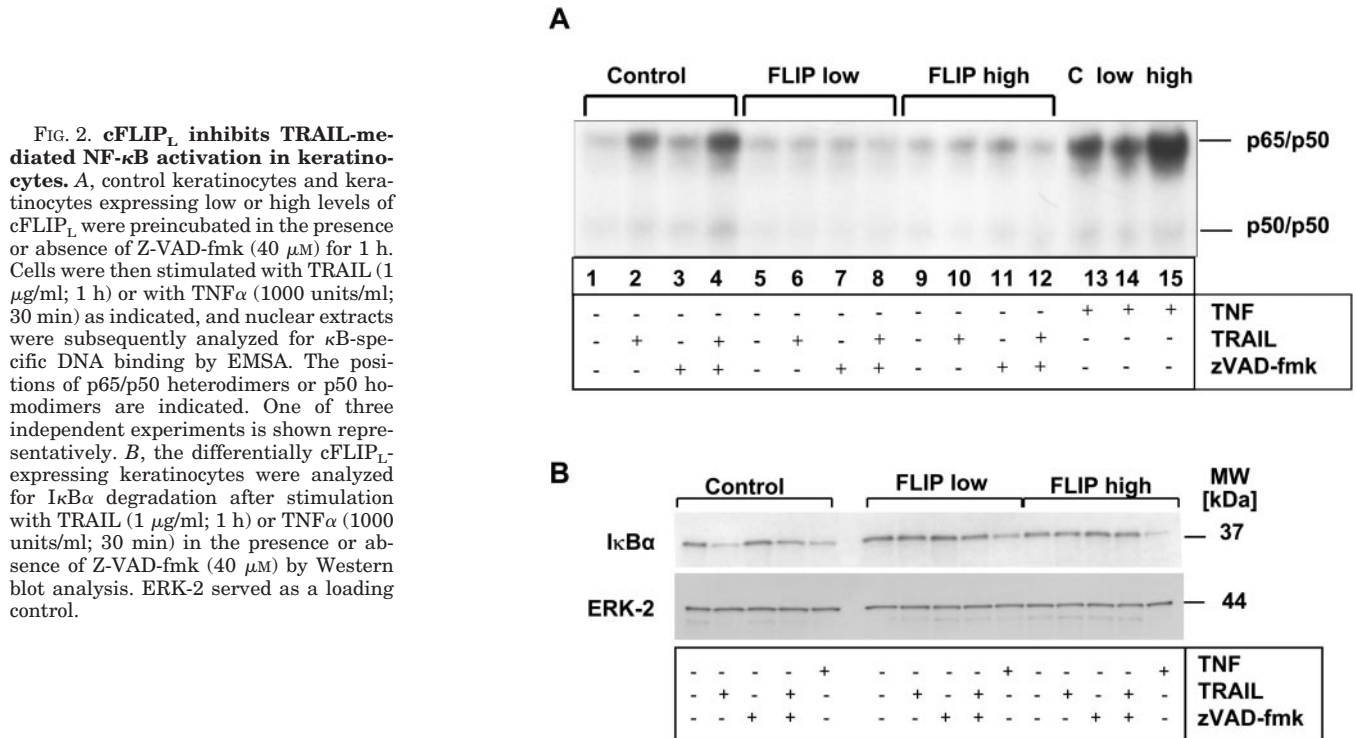 FIG. 2. cFLIPL inhibits TRAIL-me-
diated NF-κB activation in keratino-
cytes. A, control keratinocytes and kera-
tinocytes expressing low or high levels of
cFLIPL were preincubated in the presence
or absence of Z-VAD-fmk (40 μM) for 1 h.
Cells were then stimulated with TRAIL (1
μg/ml; 1 h) or with TNFα (1000 units/ml;
30 min) as indicated, and nuclear extracts
were subsequently analyzed for κB-spe-
cific DNA binding by EMSA. The posi-
tions of p65/p50 heterodimers or p50 ho-
modimers are indicated. One of three
independent experiments is shown repre-
sentatively. B, the differentially cFLIPL-
expressing keratinocytes were analyzed
for IκBα degradation after stimulation
with TRAIL (1 μg/ml; 1 h) or TNFα (1000
units/ml; 30 min) in the presence or ab-
sence of Z-VAD-fmk (40 μM) by Western
blot analysis. ERK-2 served as a loading
control.
A
Control FLIP low FLIP high C low high
p65/p50
p50/p50
1 2 3 4 5 6 7 8 9 10 11 12 13 14 15
- - - - - - - - - - - - + + + TNF
- + - + - + - + - + - + - - - TRAIL
- - + + - - + + - - + + - - - zVAD-fmk
B
Control FLIP low FLIP high MW
[kDa]
IκBα 37
ERK-2 44
- - - - + - - - - + - - - - + TNF
- + - + - - + - + - - + - + - TRAIL
- - + + - - - + + - - - + + - zVAD-fmk